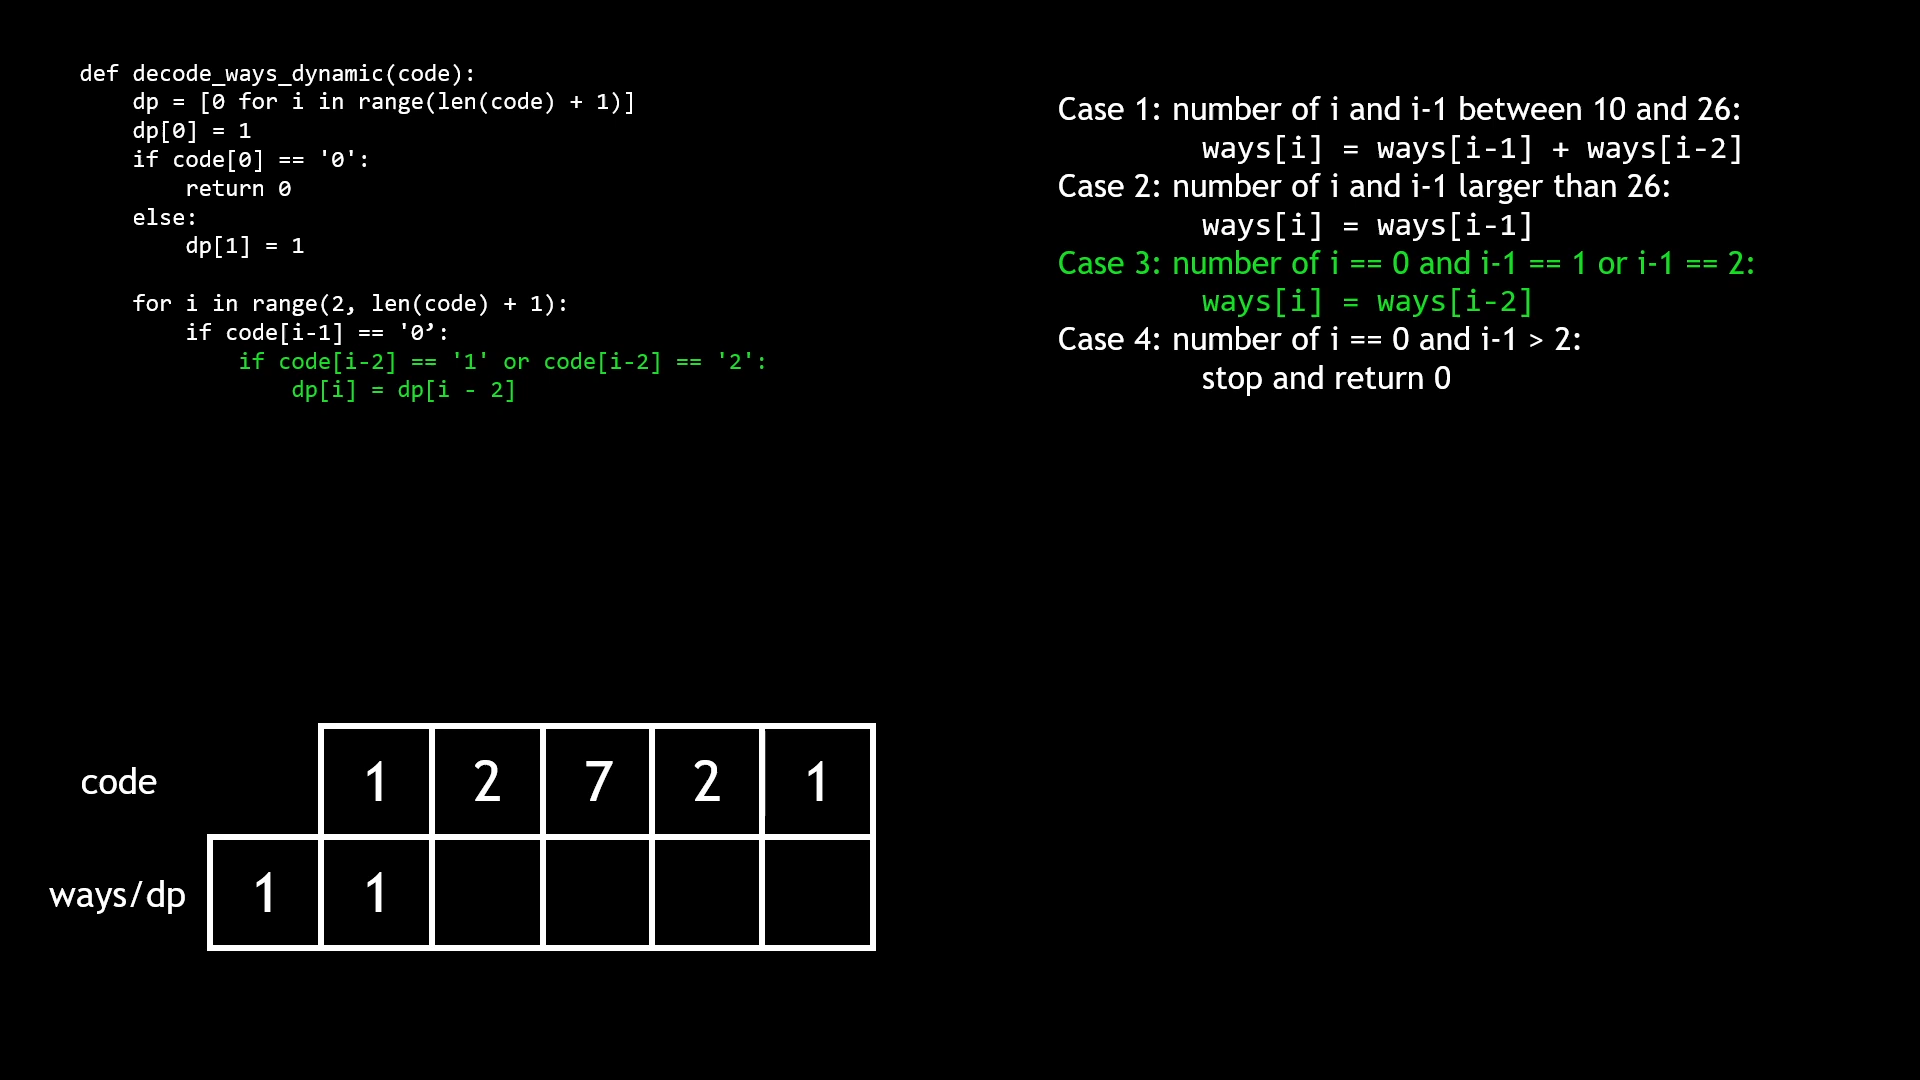 def decode_ways_dynamic(code):
    dp = [0 for i in range(len(code) + 1)]
    dp[0] = 1
    if code[0] == '0':
        return 0
    else:
        dp[1] = 1
    for i in range(2, len(code) + 1):
        if code[i-1] == '0’:
            if code[i-2] == '1' or code[i-2] == '2':
                dp[i] = dp[i - 2]
Case 1: number of i and i-1 between 10 and 26:
ways[i] = ways[i-1] + ways[i-2]
Case 2: number of i and i-1 larger than 26:
ways[i] = ways[i-1]
Case 3: number of i == 0 and i-1 == 1 or i-1 == 2:
ways[i] = ways[i-2]
Case 4: number of i == 0 and i-1 > 2:
stop and return 0
code 1 2 7 2 1
ways/dp 1 1